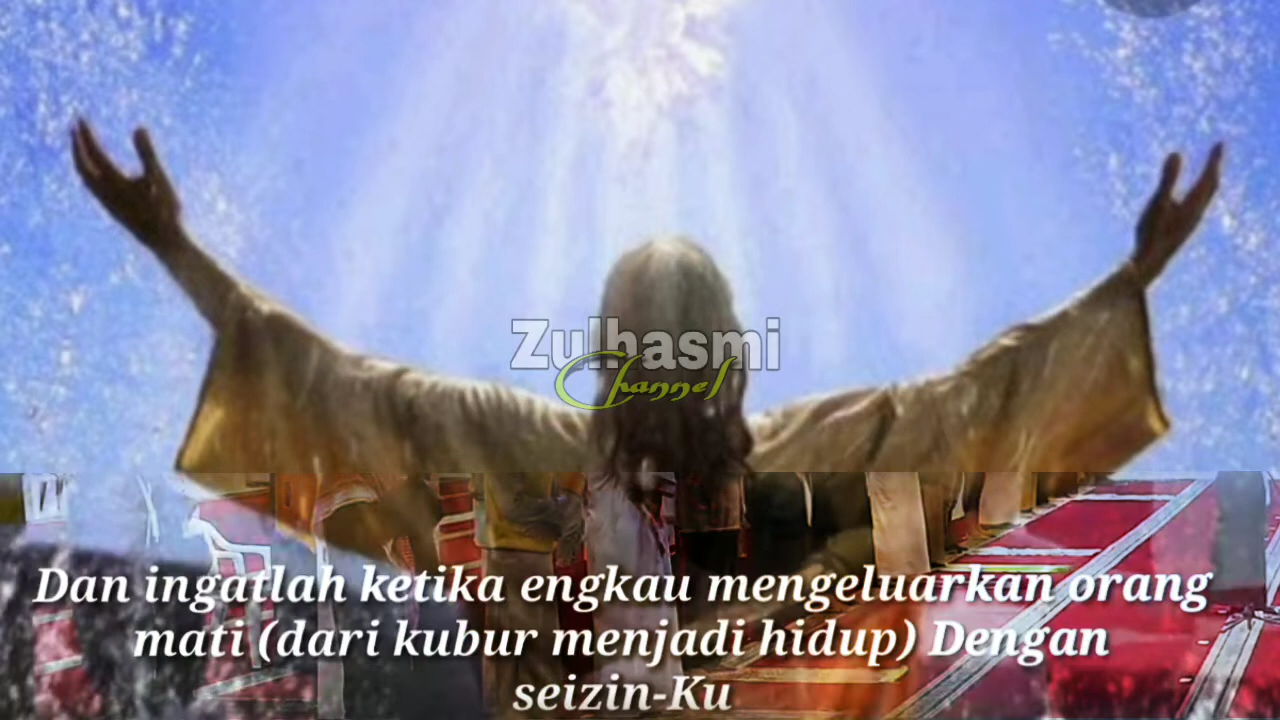 Zulhasmi
Channel
Dan ingatlah ketika engkau mengeluarkan orang
mati (dari kubur menjadi hidup) Dengan
seizin-Ku